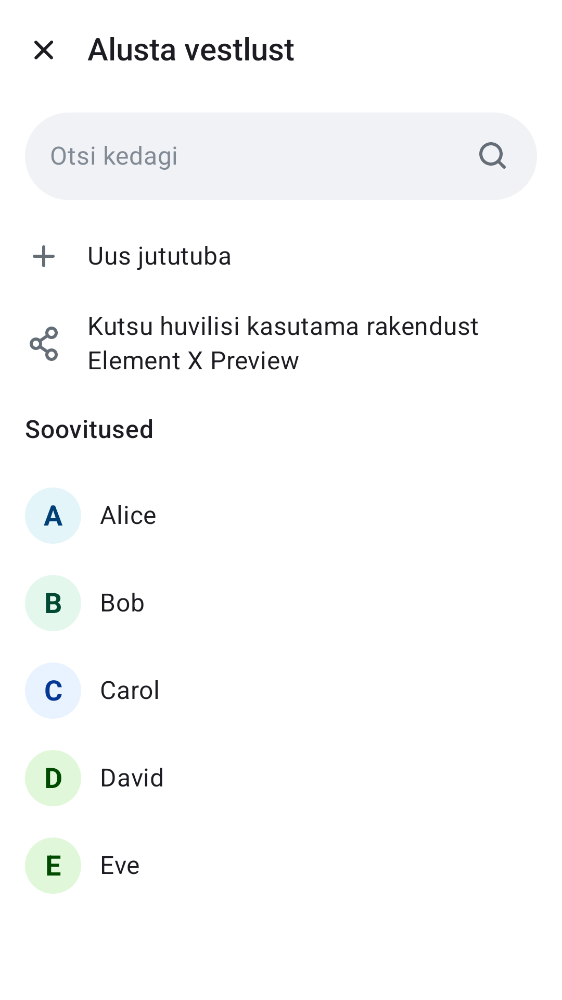 Alusta vestlust
Otsi kedagi
Uus jututuba
Kutsu huvilisi kasutama rakendust
Element X Preview
Soovitused
A Alice
B Bob
C Carol
D David
E Eve